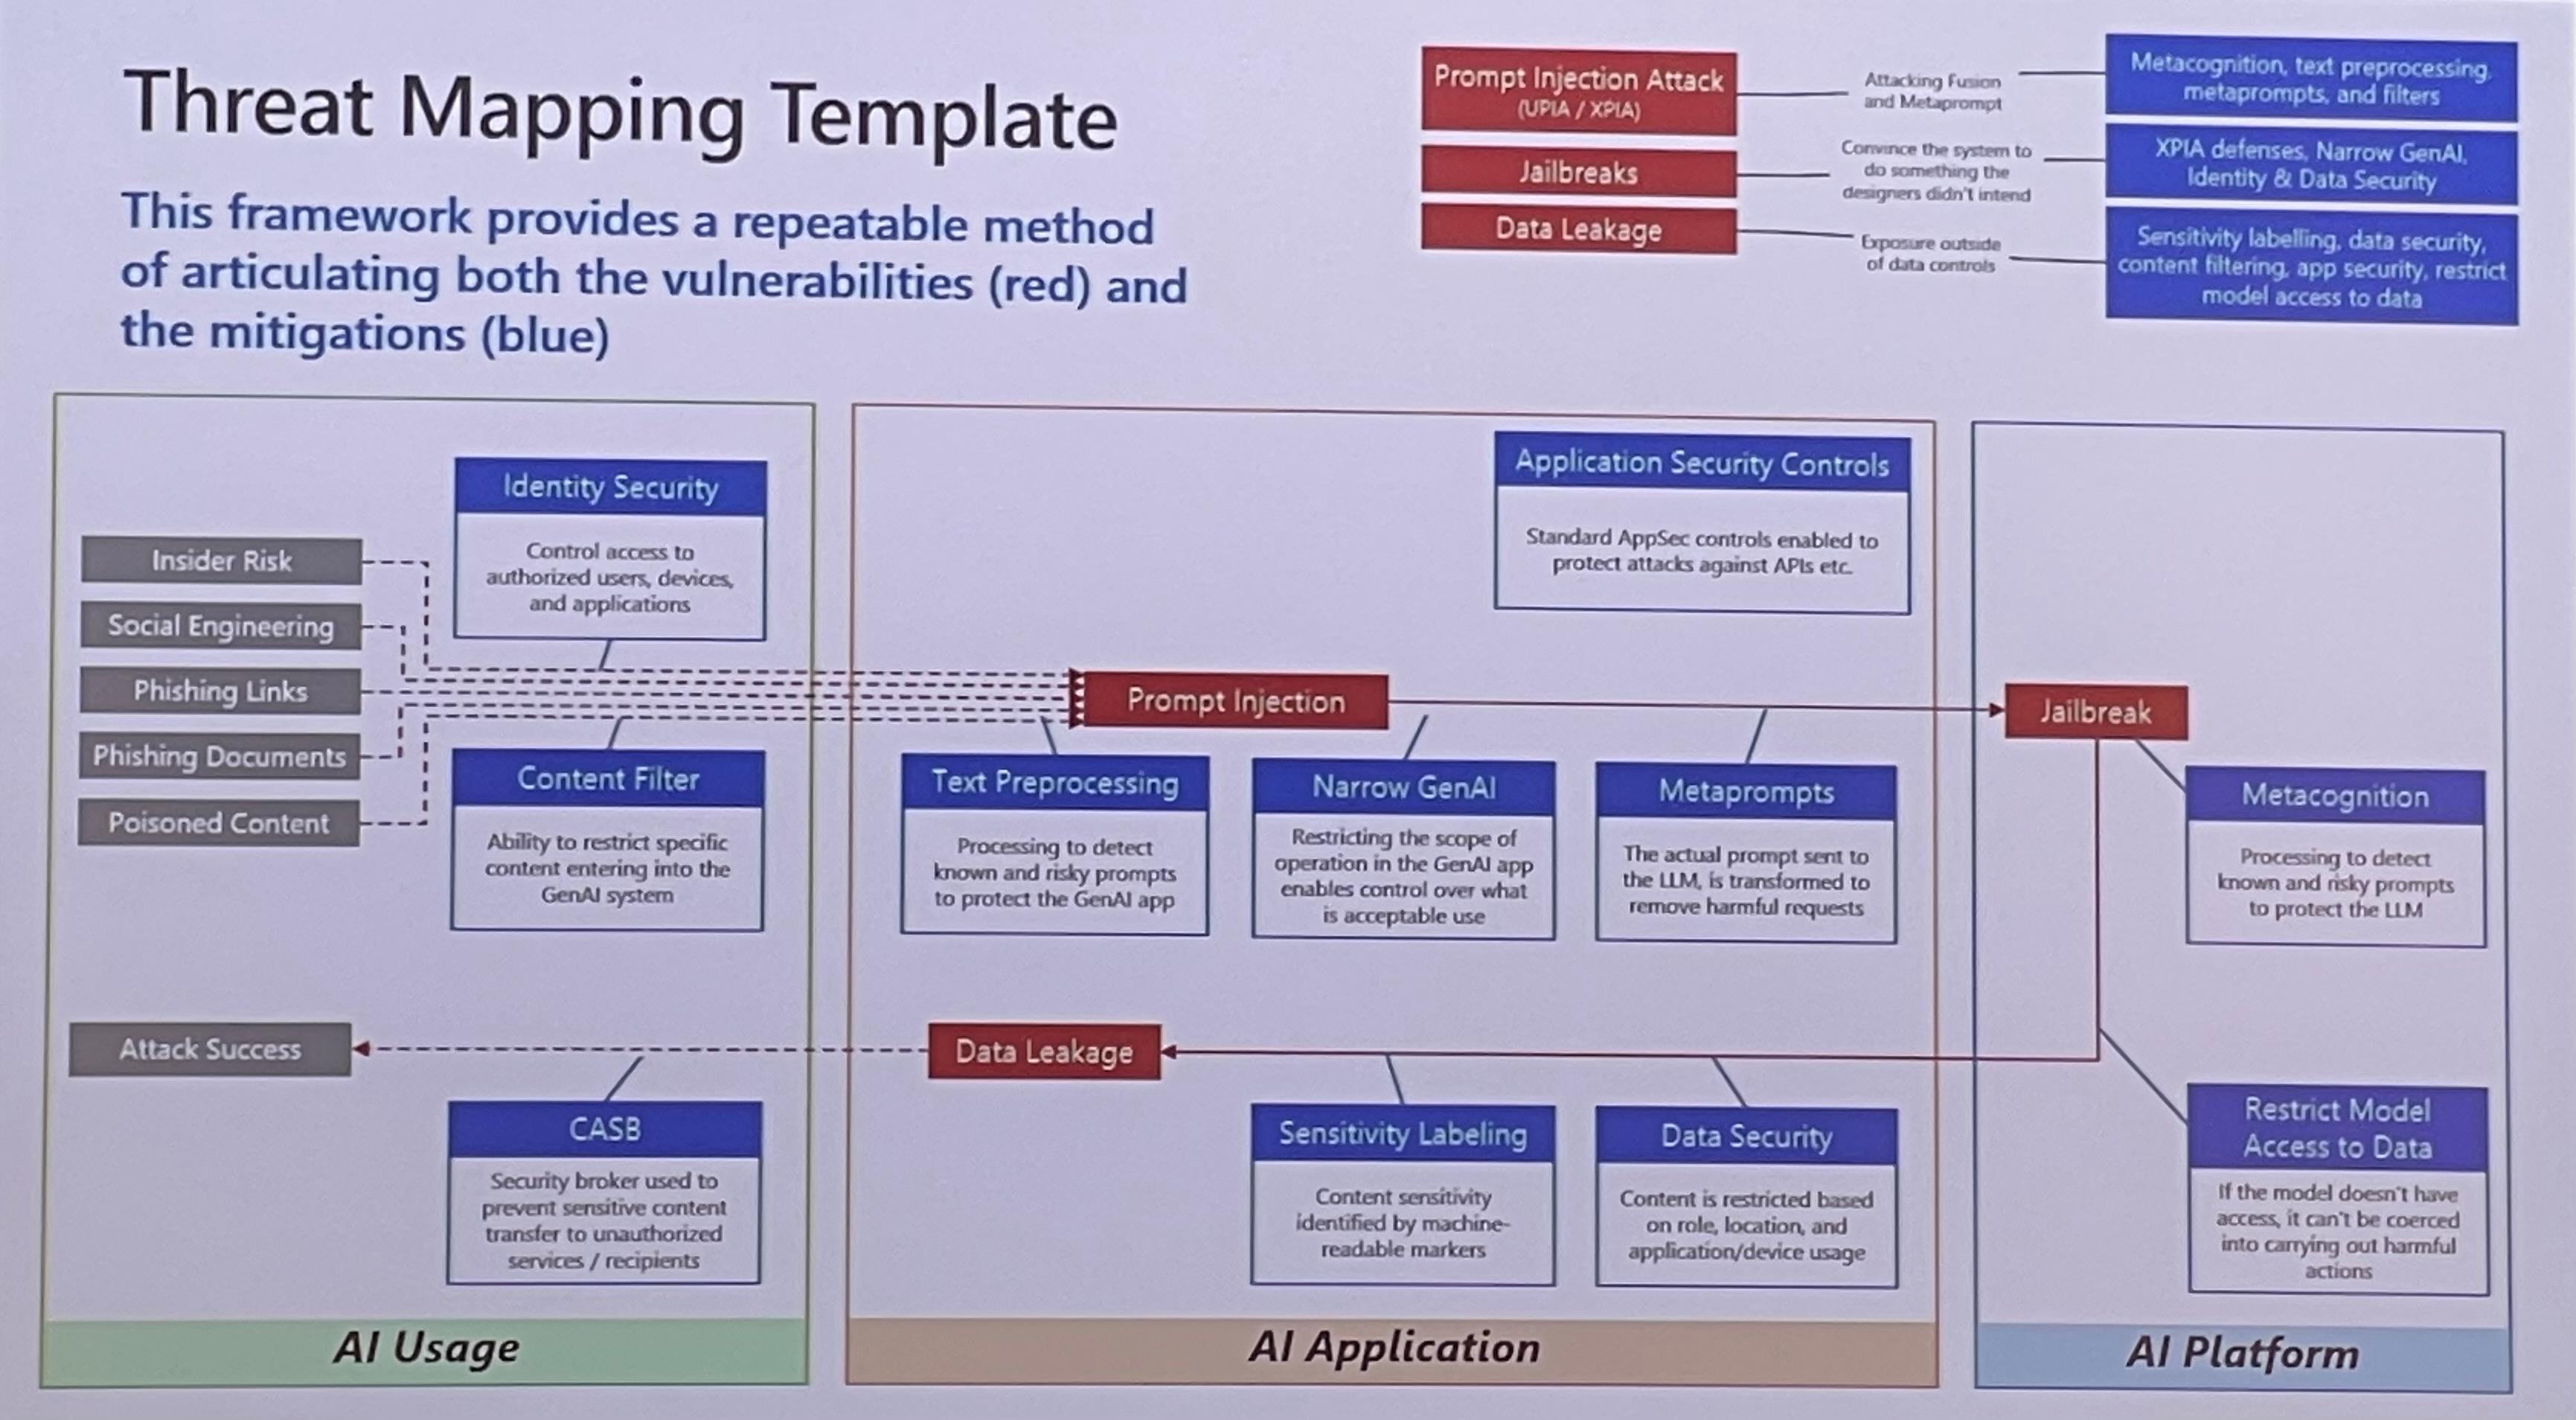 Threat Mapping Template
This framework provides a repeatable method
of articulating both the vulnerabilities (red) and
the mitigations (blue)
Prompt Injection Attack
(UPIA / XPIA)
Attacking Fusion
and Metaprompt
Metacognition, text preprocessing,
metaprompts, and filters
Jailbreaks
Convince the system to
do something the
designers didn't intend
XPIA defenses, Narrow GenAI,
Identity & Data Security
Data Leakage
Exposure outside
of data controls
Sensitivity labelling, data security,
content filtering, app security, restrict
model access to data
Insider Risk
Social Engineering
Phishing Links
Phishing Documents
Poisoned Content
Identity Security
Control access to
authorized users, devices,
and applications
Content Filter
Ability to restrict specific
content entering into the
GenAI system
Attack Success
CASB
Security broker used to
prevent sensitive content
transfer to unauthorized
services / recipients
AI Usage
Application Security Controls
Standard AppSec controls enabled to
protect attacks against APIs etc.
Prompt Injection
Text Preprocessing
Processing to detect
known and risky prompts
to protect the GenAI app
Narrow GenAI
Restricting the scope of
operation in the GenAI app
enables control over what
is acceptable use
Metaprompts
The actual prompt sent to
the LLM, is transformed to
remove harmful requests
Data Leakage
Sensitivity Labeling
Content sensitivity
identified by machine-
readable markers
Data Security
Content is restricted based
on role, location, and
application/device usage
AI Application
Jailbreak
Metacognition
Processing to detect
known and risky prompts
to protect the LLM
Restrict Model
Access to Data
If the model doesn't have
access, it can't be coerced
into carrying out harmful
actions
AI Platform